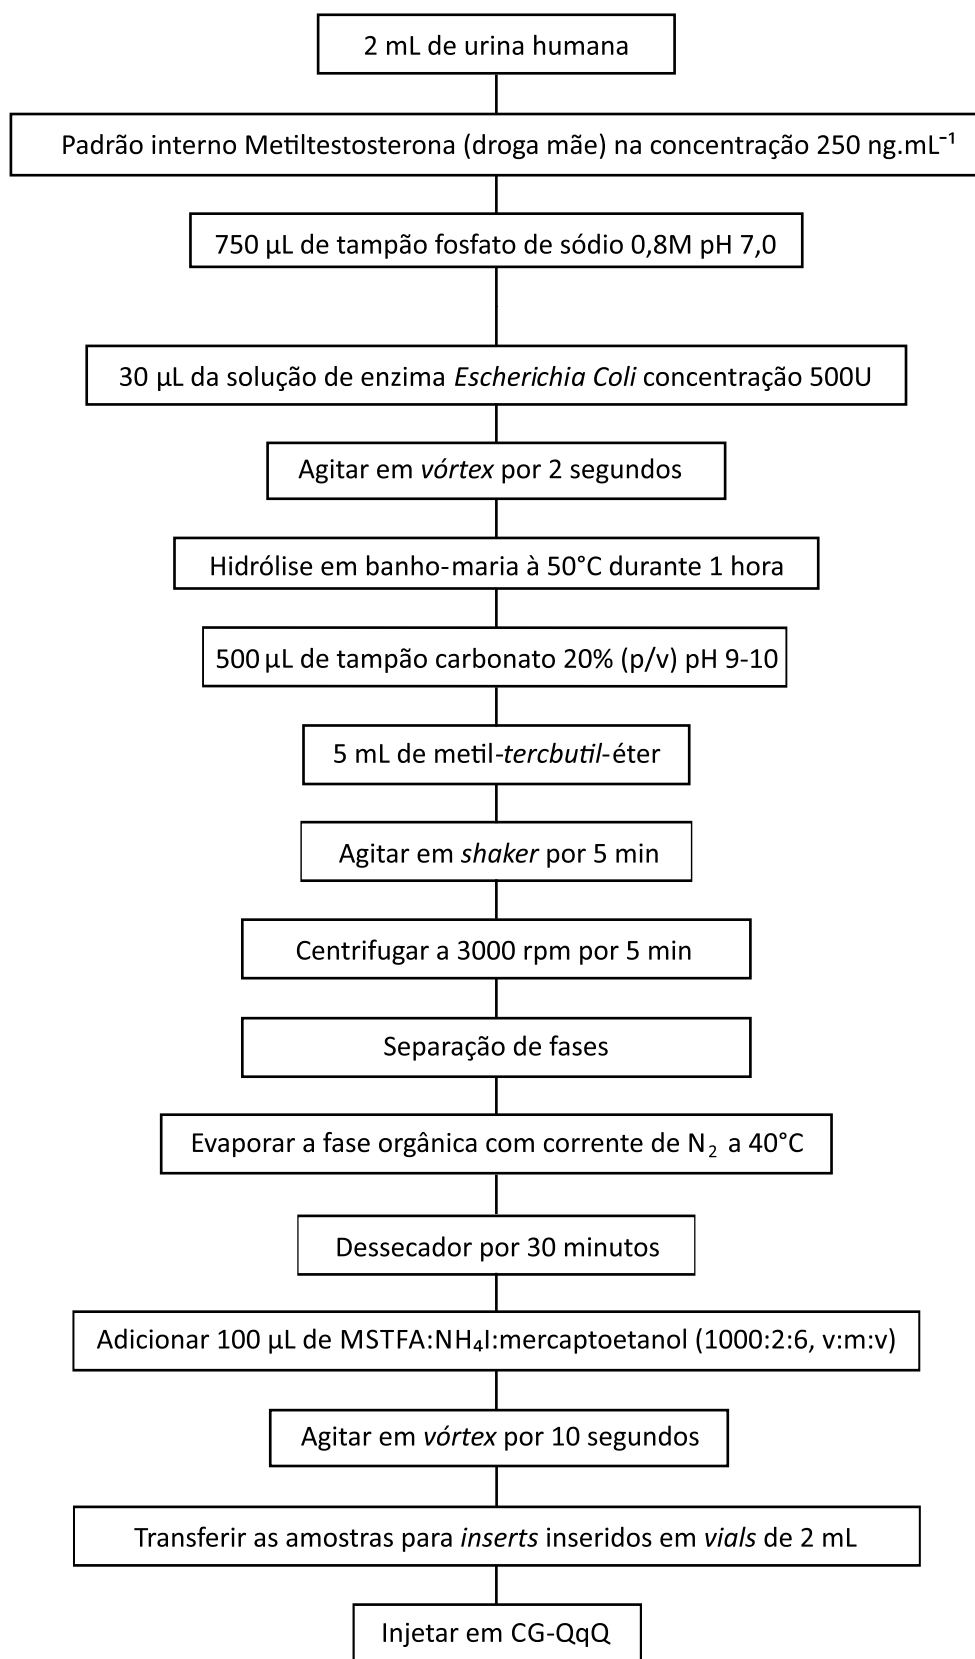 2 mL de urina humana
Padrão interno Metiltestosterona (droga mãe) na concentração 250 ng.mL⁻¹
750 µL de tampão fosfato de sódio 0,8M pH 7,0
30 µL da solução de enzima Escherichia Coli concentração 500U
Agitar em vórtex por 2 segundos
Hidrólise em banho-maria à 50°C durante 1 hora
500 µL de tampão carbonato 20% (p/v) pH 9-10
5 mL de metil-tercbutil-éter
Agitar em shaker por 5 min
Centrifugar a 3000 rpm por 5 min
Separação de fases
Evaporar a fase orgânica com corrente de N₂ a 40°C
Dessecador por 30 minutos
Adicionar 100 µL de MSTFA:NH₄I:mercaptoetanol (1000:2:6, v:m:v)
Agitar em vórtex por 10 segundos
Transferir as amostras para inserts inseridos em vials de 2 mL
Injetar em CG-QqQ